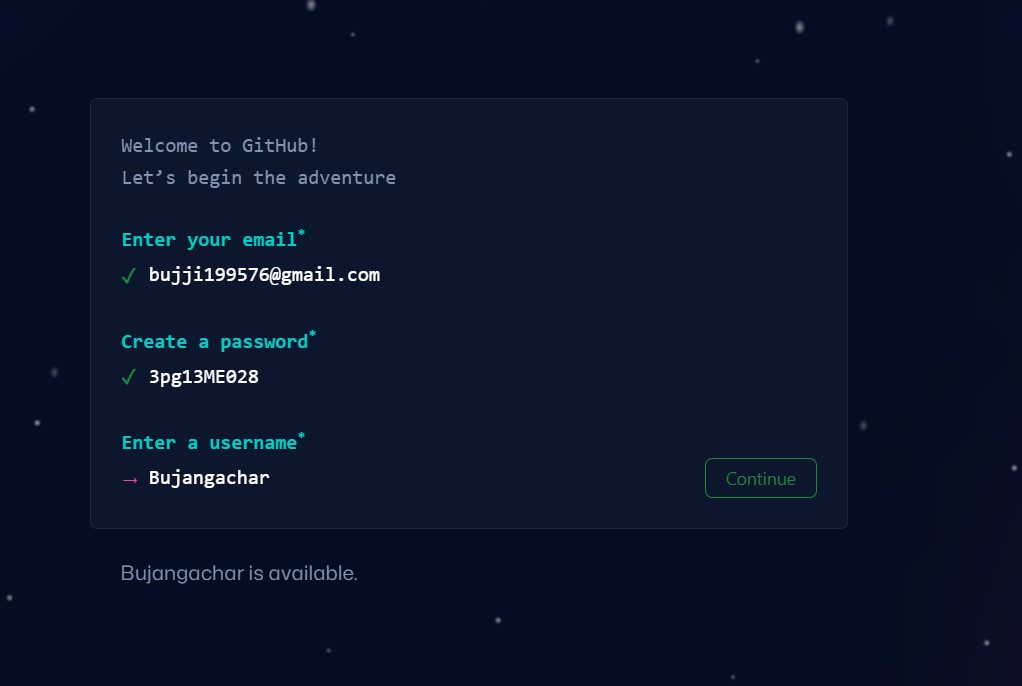 Welcome to GitHub!
Let’s begin the adventure
Enter your email*
✓ bujji199576@gmail.com
Create a password*
✓ 3pg13ME028
Enter a username*
→ Bujangachar
Continue
Bujangachar is available.